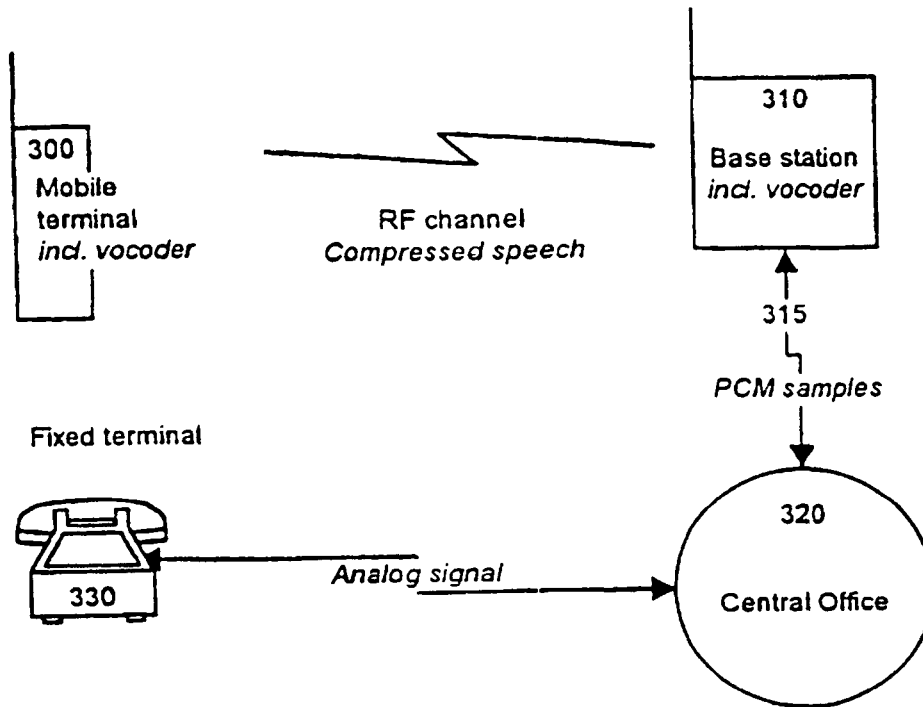 300
Mobile
terminal
incl. vocoder
RF channel
Compressed speech
310
Base station
incl. vocoder
315
PCM samples
Fixed terminal
330
Analog signal
320
Central Office